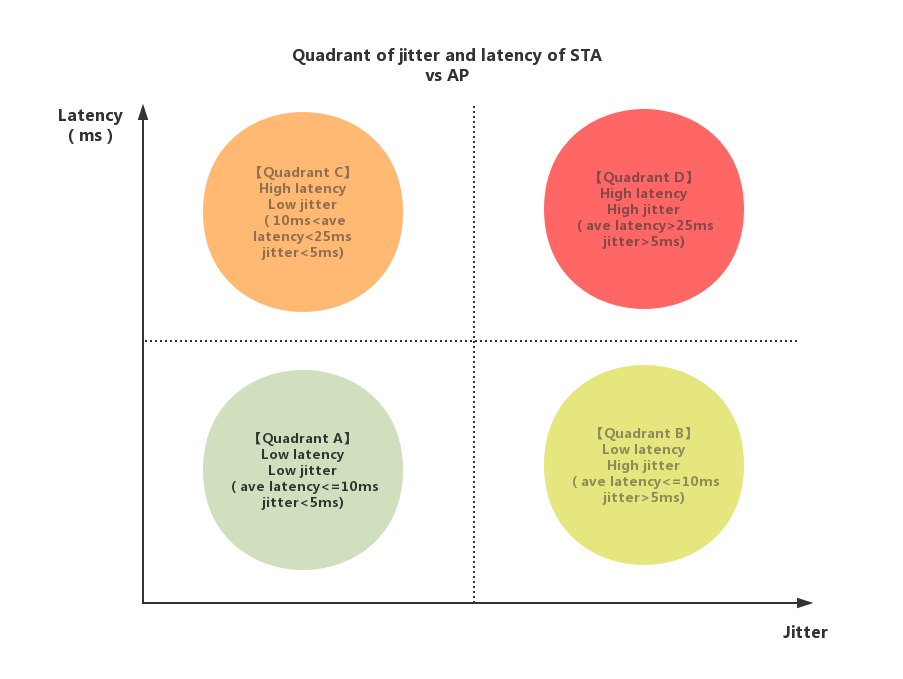 Quadrant of jitter and latency of STA
vs AP
Latency
( ms )
【Quadrant C】
High latency
Low jitter
( 10ms<ave
latency<25ms
jitter<5ms)
【Quadrant D】
High latency
High jitter
( ave latency>25ms
jitter>5ms)
【Quadrant A】
Low latency
Low jitter
( ave latency<=10ms
jitter<5ms)
【Quadrant B】
Low latency
High jitter
( ave latency<=10ms
jitter>5ms)
Jitter